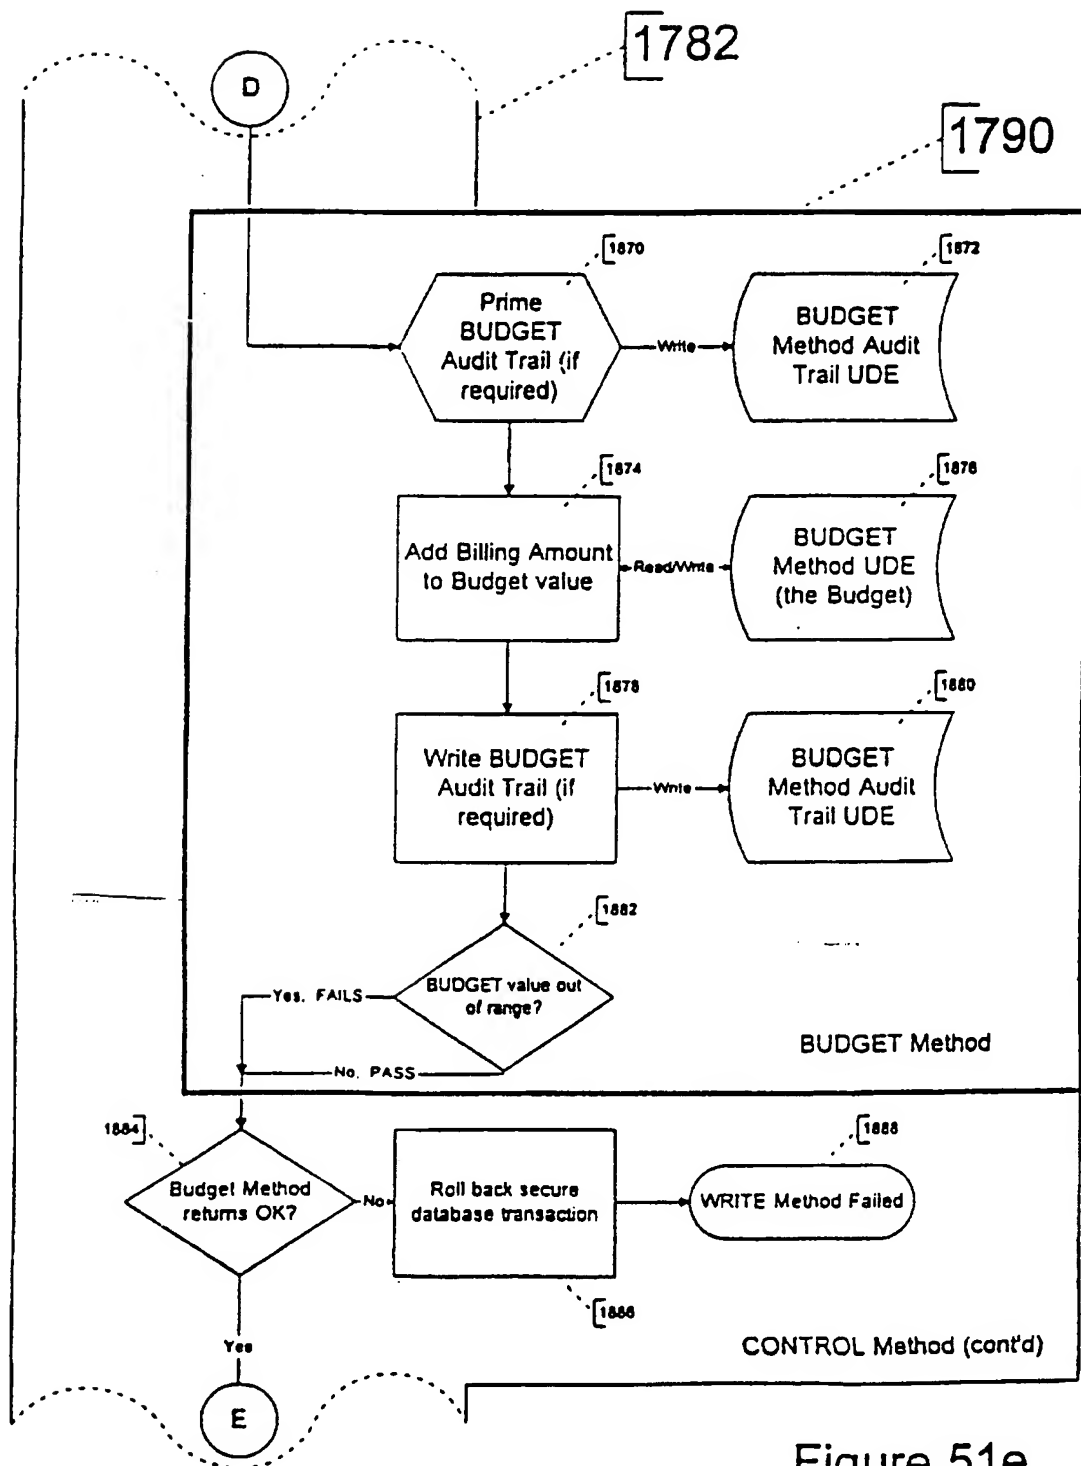 1782
D
1790
1870
1872
Prime
BUDGET
Audit Trail (if
required)
Write
BUDGET
Method Audit
Trail UDE
1874
1876
Add Billing Amount
to Budget value
Read/Write
BUDGET
Method UDE
(the Budget)
1878
1880
Write BUDGET
Audit Trail (if
required)
Write
BUDGET
Method Audit
Trail UDE
1882
BUDGET value out
of range?
Yes, FAILS
No, PASS
BUDGET Method
1884
1888
Budget Method
returns OK?
No
Roll back secure
database transaction
WRITE Method Failed
1886
Yes
CONTROL Method (cont'd)
E
Figure 51e